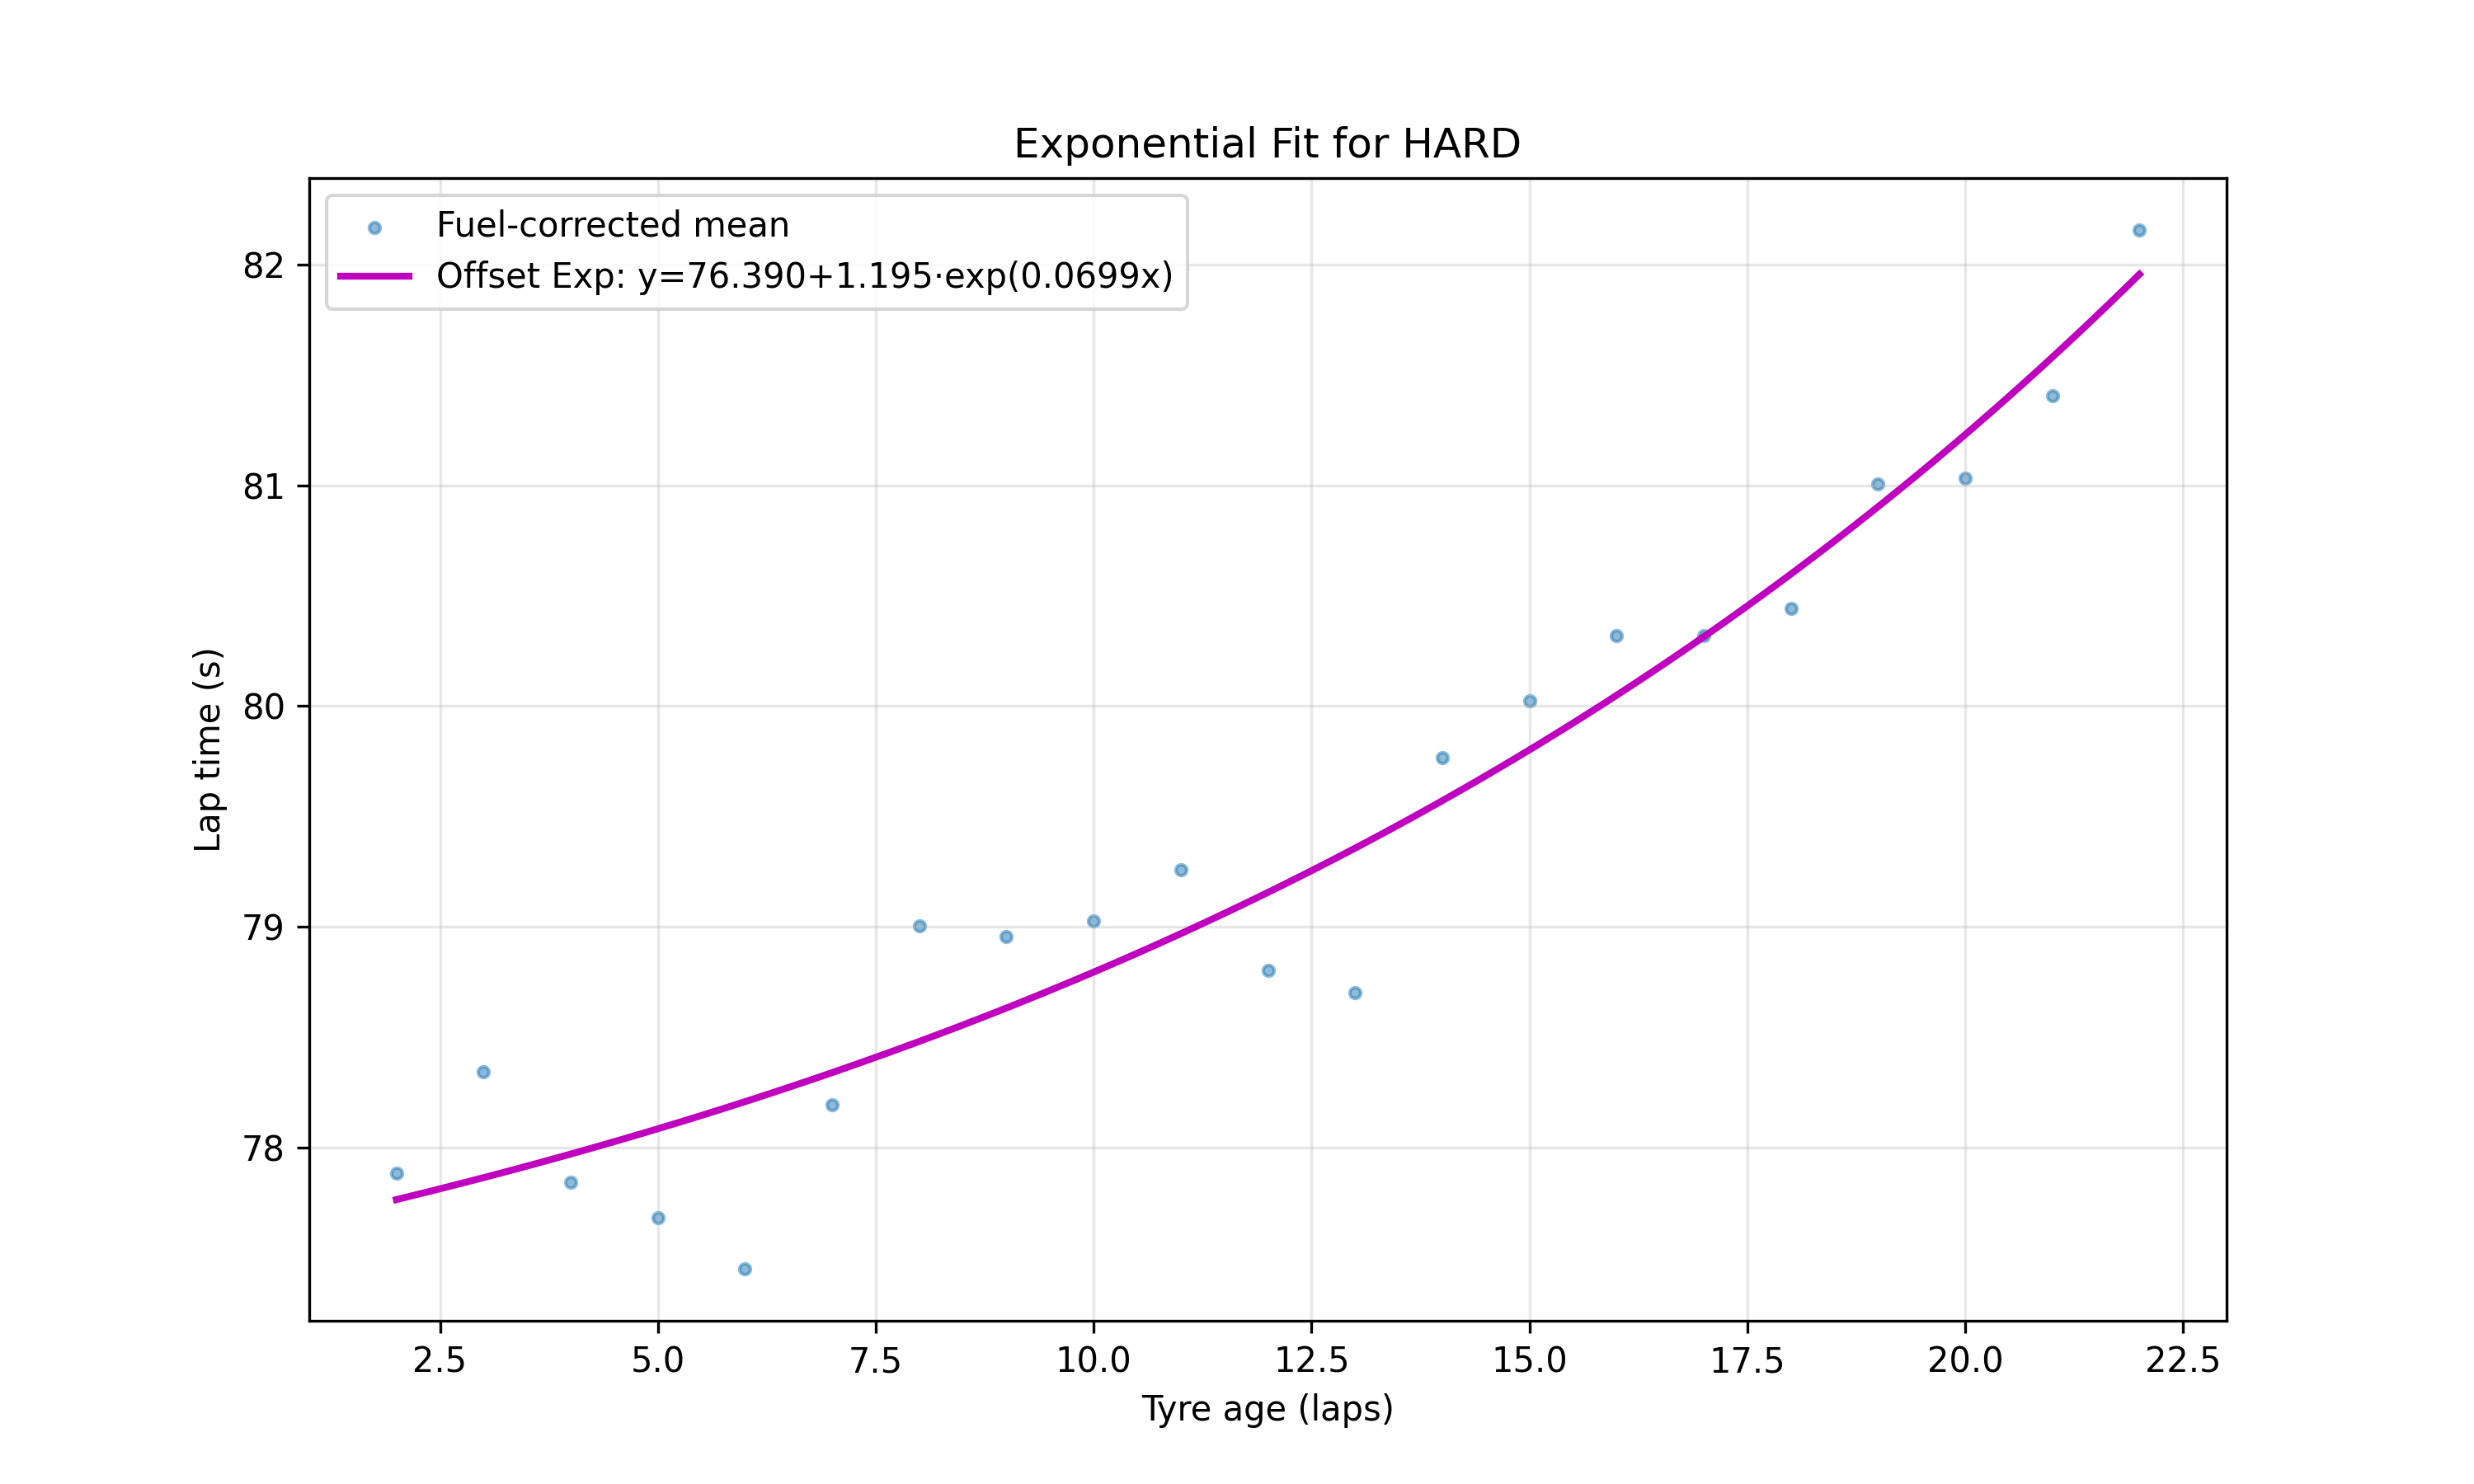 Exponential Fit for HARD
Fuel-corrected mean
Offset Exp: y=76.390+1.195·exp(0.0699x)
82
81
80
79
78
Lap time (s)
2.5 5.0 7.5 10.0 12.5 15.0 17.5 20.0 22.5
Tyre age (laps)